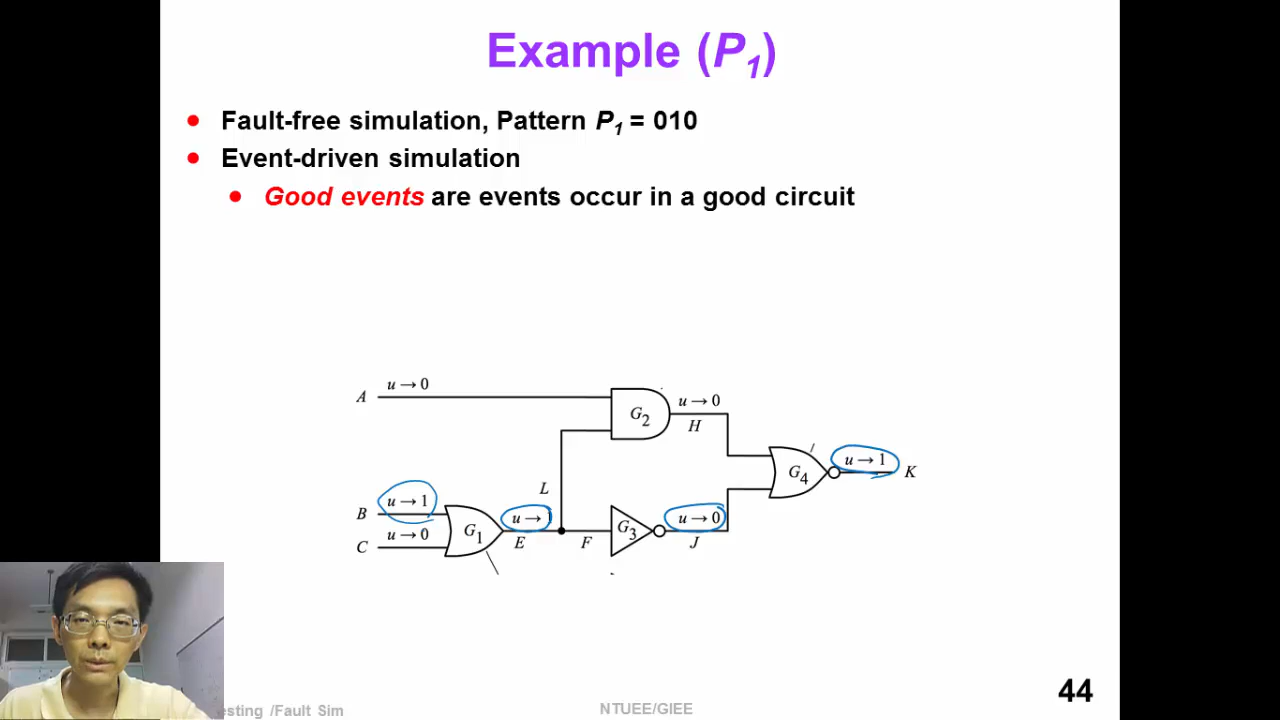 Example (P1)
Fault-free simulation, Pattern P1 = 010
Event-driven simulation
Good events are events occur in a good circuit
A
u → 0
G2
u → 0
H
G4
u → 1
K
L
B
u → 1
C
u → 0
G1
u → 1
E
F
G3
u → 0
J
esting /Fault Sim
NTUEE/GIEE
44